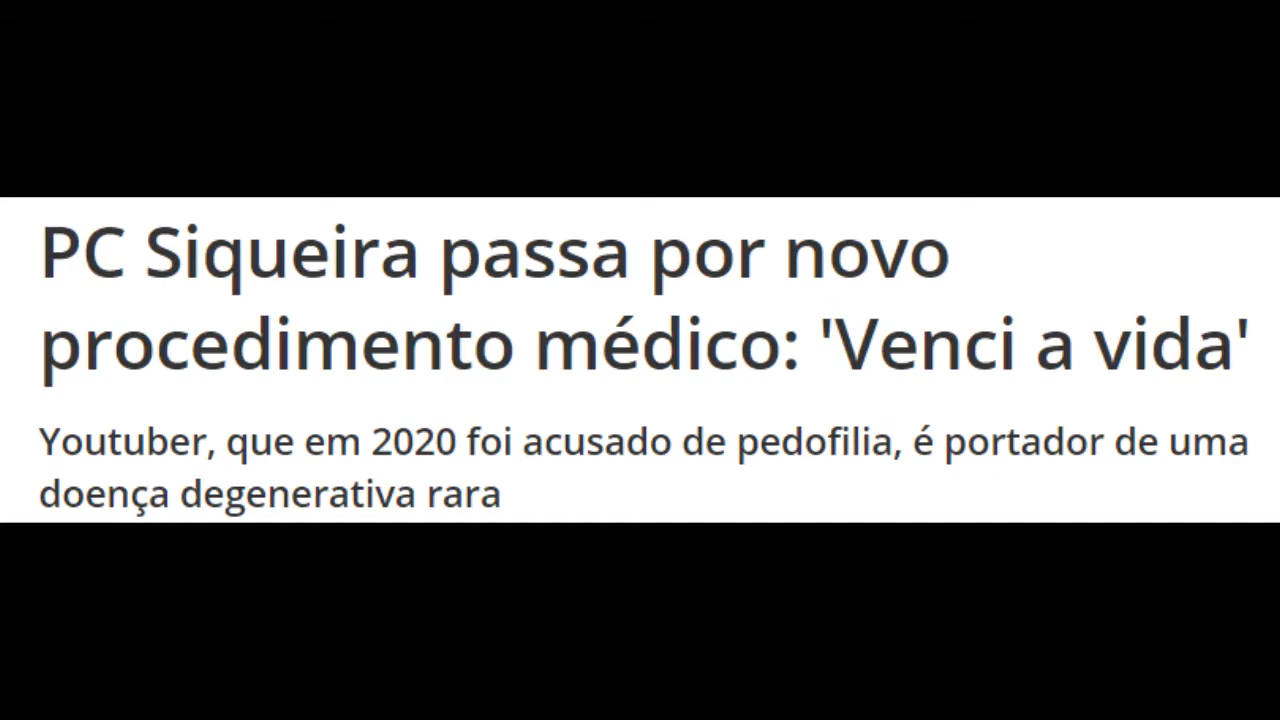 PC Siqueira passa por novo
procedimento médico: 'Venci a vida'
Youtuber, que em 2020 foi acusado de pedofilia, é portador de uma
doença degenerativa rara